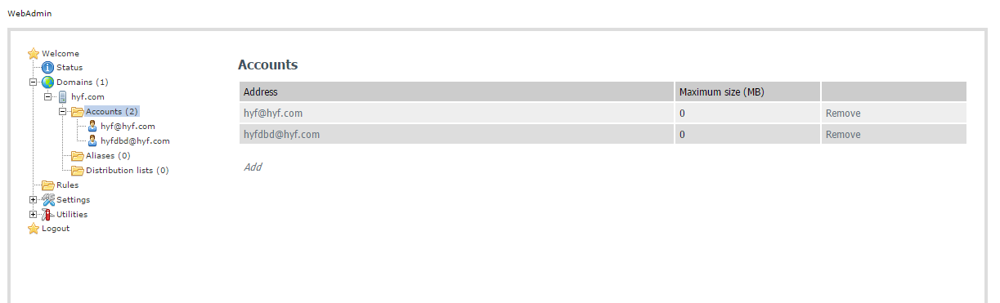 WebAdmin
Welcome
Status
Domains (1)
hyf.com
Accounts (2)
hyf@hyf.com
hyfdbd@hyf.com
Aliases (0)
Distribution lists (0)
Rules
Settings
Utilities
Logout
Accounts
Address Maximum size (MB)
hyf@hyf.com 0 Remove
hyfdbd@hyf.com 0 Remove
Add